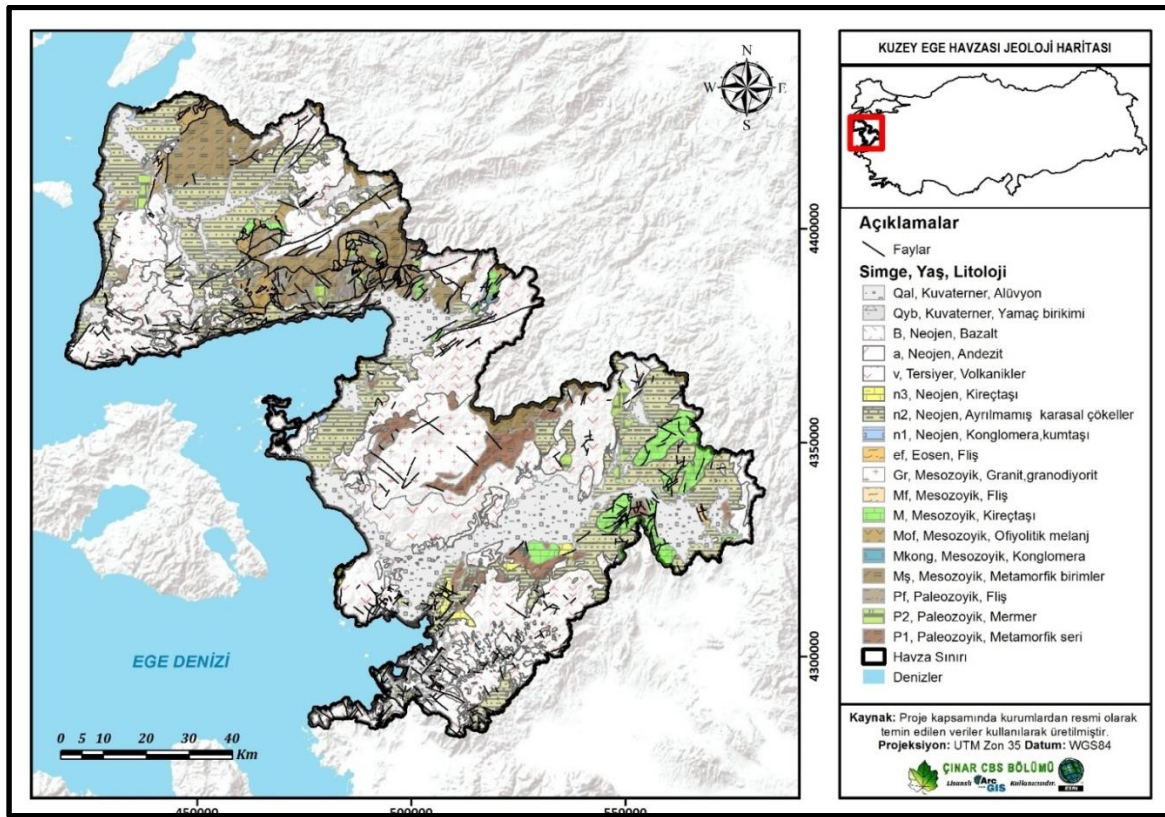 N
W
E
S
EGE DENİZİ
0 5 10 20 30 40
Km
450000
500000
550000
4400000
4350000
4300000
KUZEY EGE HAVZASI JEOLOJİ HARİTASI
Açıklamalar
Faylar
Simge, Yaş, Litoloji
Qal, Kuvaterner, Alüvyon
Qyb, Kuvaterner, Yamaç birikimi
B, Neojen, Bazalt
a, Neojen, Andezit
v, Tersiyer, Volkanikler
n3, Neojen, Kireçtaşı
n2, Neojen, Ayrılmamış karasal çökeller
n1, Neojen, Konglomera,kumtaşı
ef, Eosen, Fliş
Gr, Mesozoyik, Granit,granodiyorit
Mf, Mesozoyik, Fliş
M, Mesozoyik, Kireçtaşı
Mof, Mesozoyik, Ofiyolitik melanj
Mkong, Mesozoyik, Konglomera
Mş, Mesozoyik, Metamorfik birimler
Pf, Paleozoyik, Fliş
P2, Paleozoyik, Mermer
P1, Paleozoyik, Metamorfik seri
Havza Sınırı
Denizler
Kaynak: Proje kapsamında kurumlardan resmi olarak
temin edilen veriler kullanılarak üretilmiştir.
Projeksiyon: UTM Zon 35 Datum: WGS84
ÇINAR CBS BÖLÜMÜ
Lisanslı Arc GIS Kullanıcısıdır.
esri